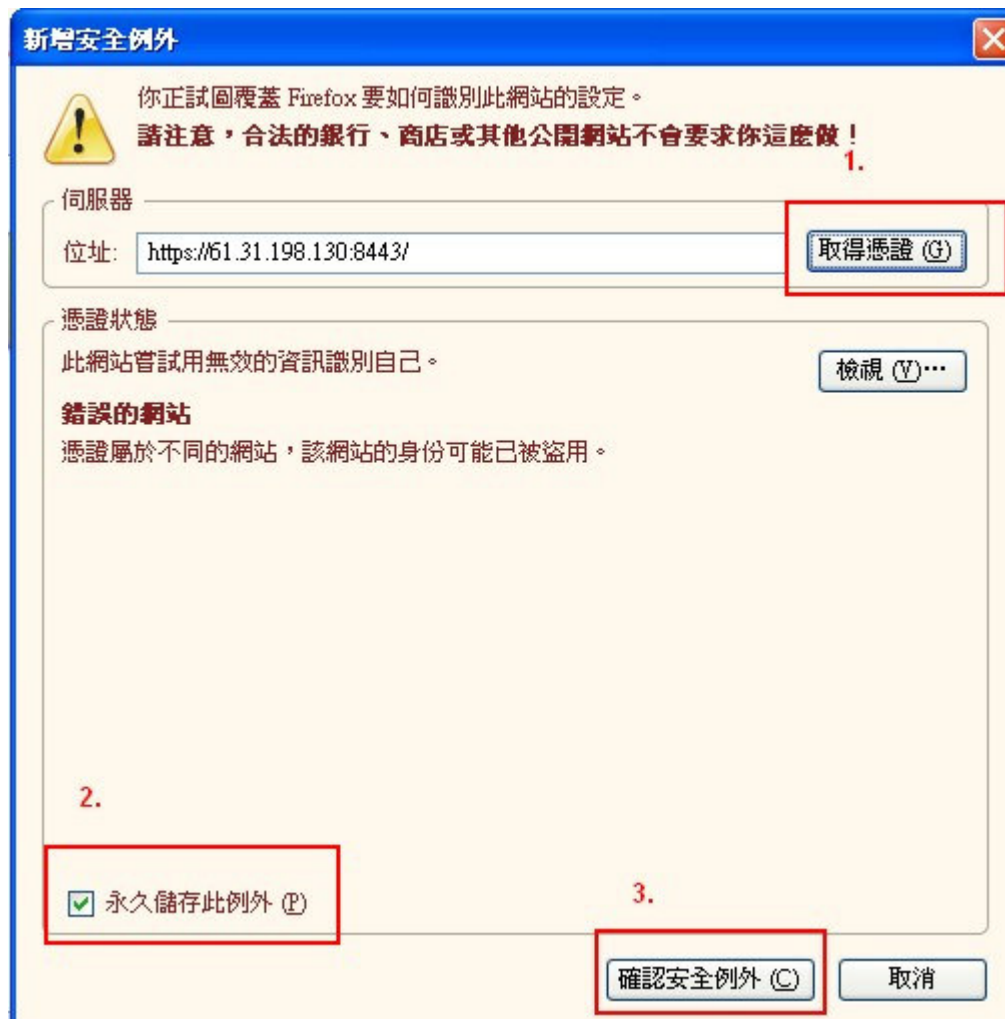 新增安全例外
你正試圖覆蓋 Firefox 要如何識別此網站的設定。
請注意，合法的銀行、商店或其他公開網站不會要求你這麼做！
1.
伺服器
位址: https://61.31.198.130:8443/ 取得憑證 (G)
憑證狀態
此網站嘗試用無效的資訊識別自己。
檢視 (V)…
錯誤的網站
憑證屬於不同的網站，該網站的身份可能已被盜用。
2.
永久儲存此例外 (P)
3.
確認安全例外 (C) 取消